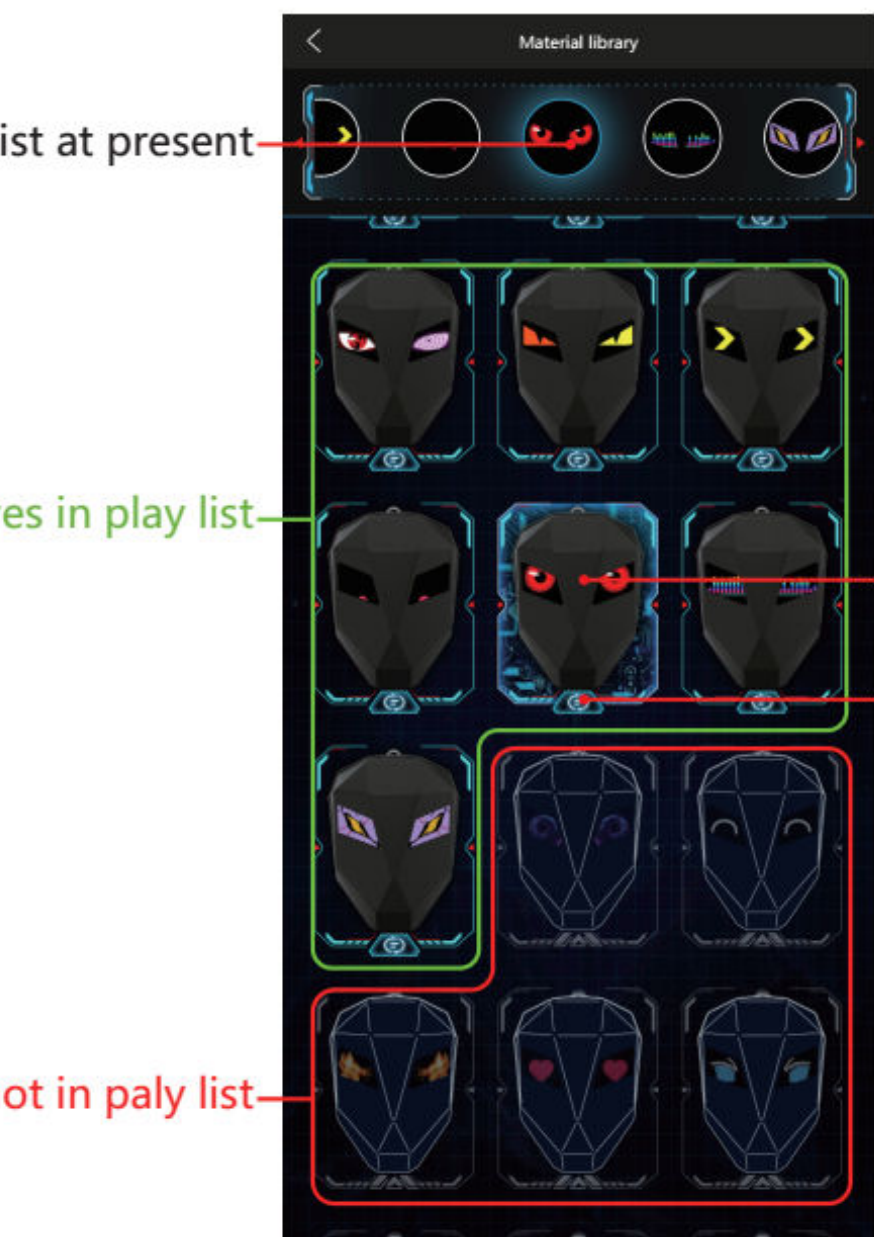 Material library
ist at present
es in play list
ot in paly list